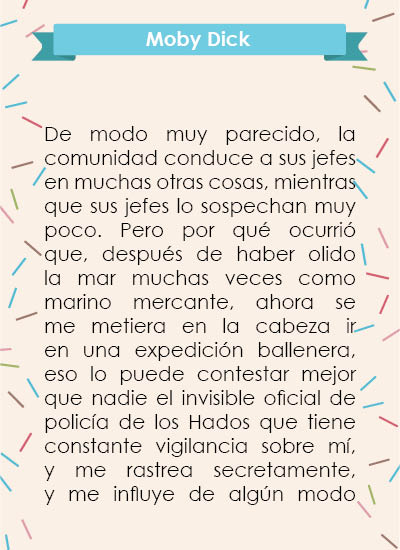 Moby Dick
De modo muy parecido, la
comunidad conduce a sus jefes
en muchas otras cosas, mientras
que sus jefes lo sospechan muy
poco. Pero por qué ocurrió
que, después de haber olido
la mar muchas veces como
marino mercante, ahora se
me metiera en la cabeza ir
en una expedición ballenera,
eso lo puede contestar mejor
que nadie el invisible oficial de
policía de los Hados que tiene
constante vigilancia sobre mí,
y me rastrea secretamente,
y me influye de algún modo